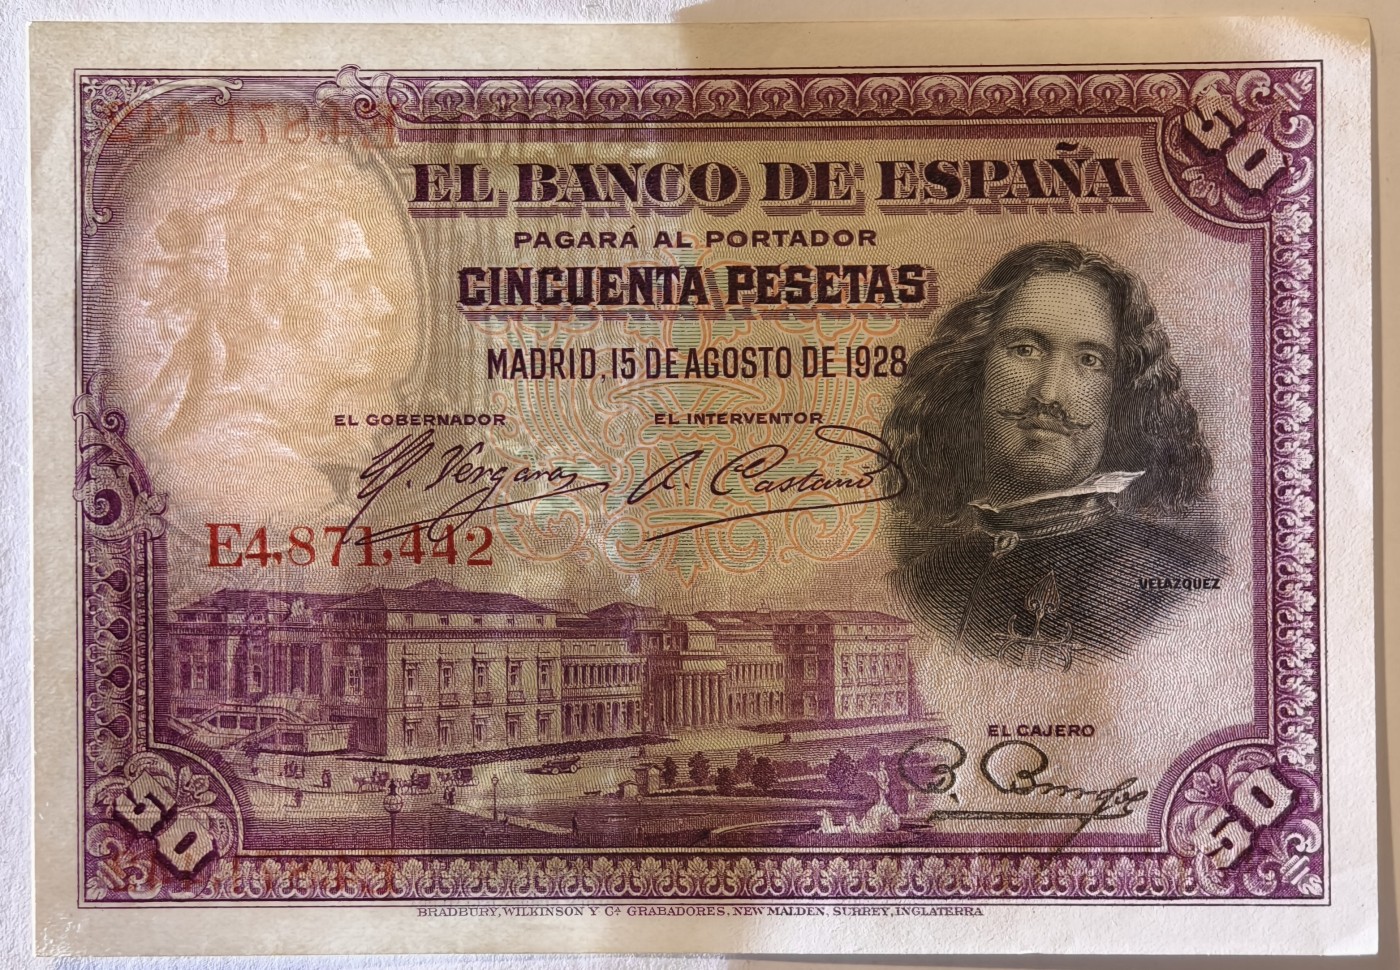 50
EL BANCO DE ESPAÑA
PAGARÁ AL PORTADOR
CINCUENTA PESETAS
MADRID, 15 DE AGOSTO DE 1928
EL GOBERNADOR
EL INTERVENTOR
E4,871,442
VELAZQUEZ
EL CAJERO
50
50
BRADBURY, WILKINSON Y Cª GRABADORES, NEW MALDEN, SURREY, INGLATERRA